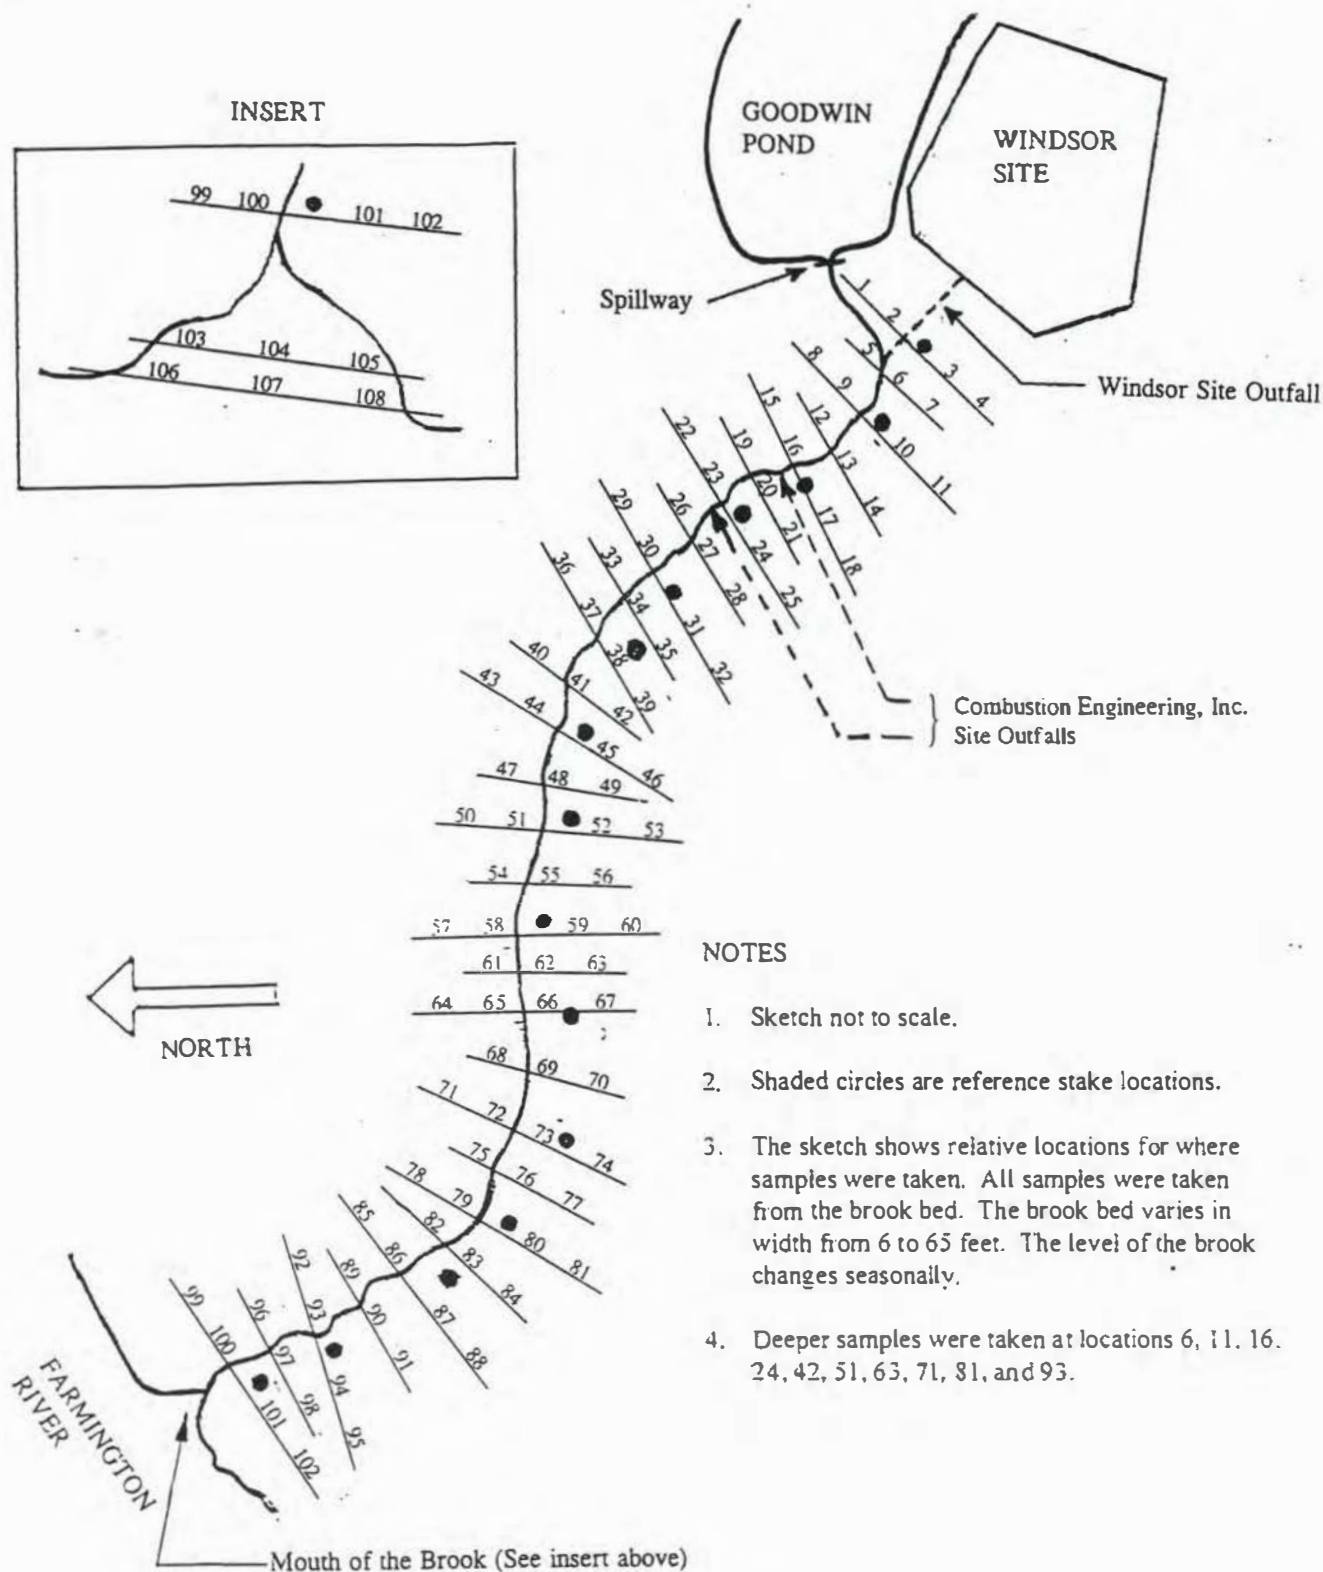 INSERT
99 100 101 102
103 104 105
106 107 108
GOODWIN
POND
WINDSOR
SITE
Spillway
Windsor Site Outfall
1 2 3 4
5 6 7
8 9 10 11
12 13 14
15 16 17 18
19 20 21
22 23 24 25
26 27 28
29 30 31 32
33 34 35
36 37 38 39
40 41 42
43 44 45 46
47 48 49
50 51 52 53
54 55 56
57 58 59 60
61 62 63
64 65 66 67
68 69 70
71 72 73 74
75 76 77
78 79 80 81
82 83 84
85 86 87 88
89 90 91
92 93 94 95
96 97 98
99 100 101 102
Combustion Engineering, Inc.
Site Outfalls
NORTH
FARMINGTON
RIVER
Mouth of the Brook (See insert above)
NOTES
1. Sketch not to scale.
2. Shaded circles are reference stake locations.
3. The sketch shows relative locations for where
samples were taken. All samples were taken
from the brook bed. The brook bed varies in
width from 6 to 65 feet. The level of the brook
changes seasonally.
4. Deeper samples were taken at locations 6, 11, 16.
24, 42, 51, 63, 71, 81, and 93.